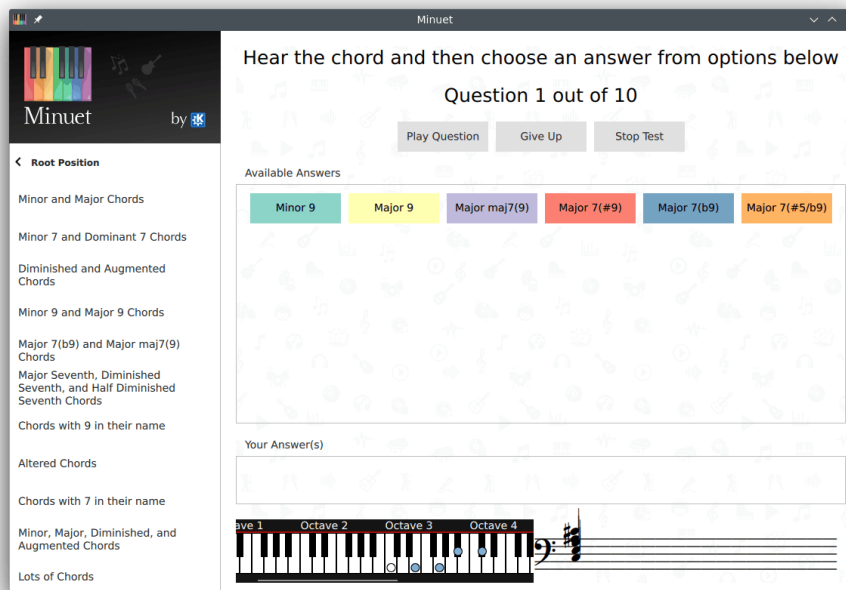 Minuet
Minuet
by
Root Position
Minor and Major Chords
Minor 7 and Dominant 7 Chords
Diminished and Augmented
Chords
Minor 9 and Major 9 Chords
Major 7(b9) and Major maj7(9)
Chords
Major Seventh, Diminished
Seventh, and Half Diminished
Seventh Chords
Chords with 9 in their name
Altered Chords
Chords with 7 in their name
Minor, Major, Diminished, and
Augmented Chords
Lots of Chords
Hear the chord and then choose an answer from options below
Question 1 out of 10
Play Question Give Up Stop Test
Available Answers
Minor 9 Major 9 Major maj7(9) Major 7(#9) Major 7(b9) Major 7(#5/b9)
Your Answer(s)
ave 1 Octave 2 Octave 3 Octave 4